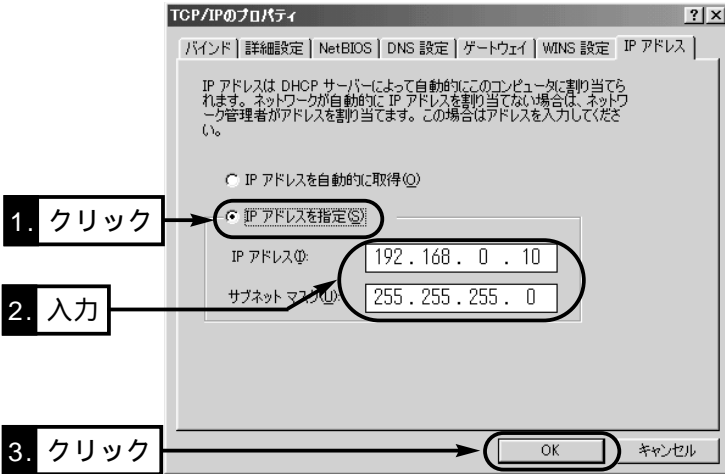 TCP/IPのプロパティ
バインド 詳細設定 NetBIOS DNS 設定 ゲートウェイ WINS 設定 IP アドレス
IP アドレスは DHCP サーバーによって自動的にこのコンピュータに割り当てら
れます。ネットワークが自動的に IP アドレスを割り当てない場合は、ネットワ
ーク管理者がアドレスを割り当てます。この場合はアドレスを入力してくださ
い。
IP アドレスを自動的に取得(O)
1. クリック
IP アドレスを指定(S)
IP アドレス(I): 192.168.0.10
サブネット マスク(U): 255.255.255.0
2. 入力
3. クリック
OK キャンセル